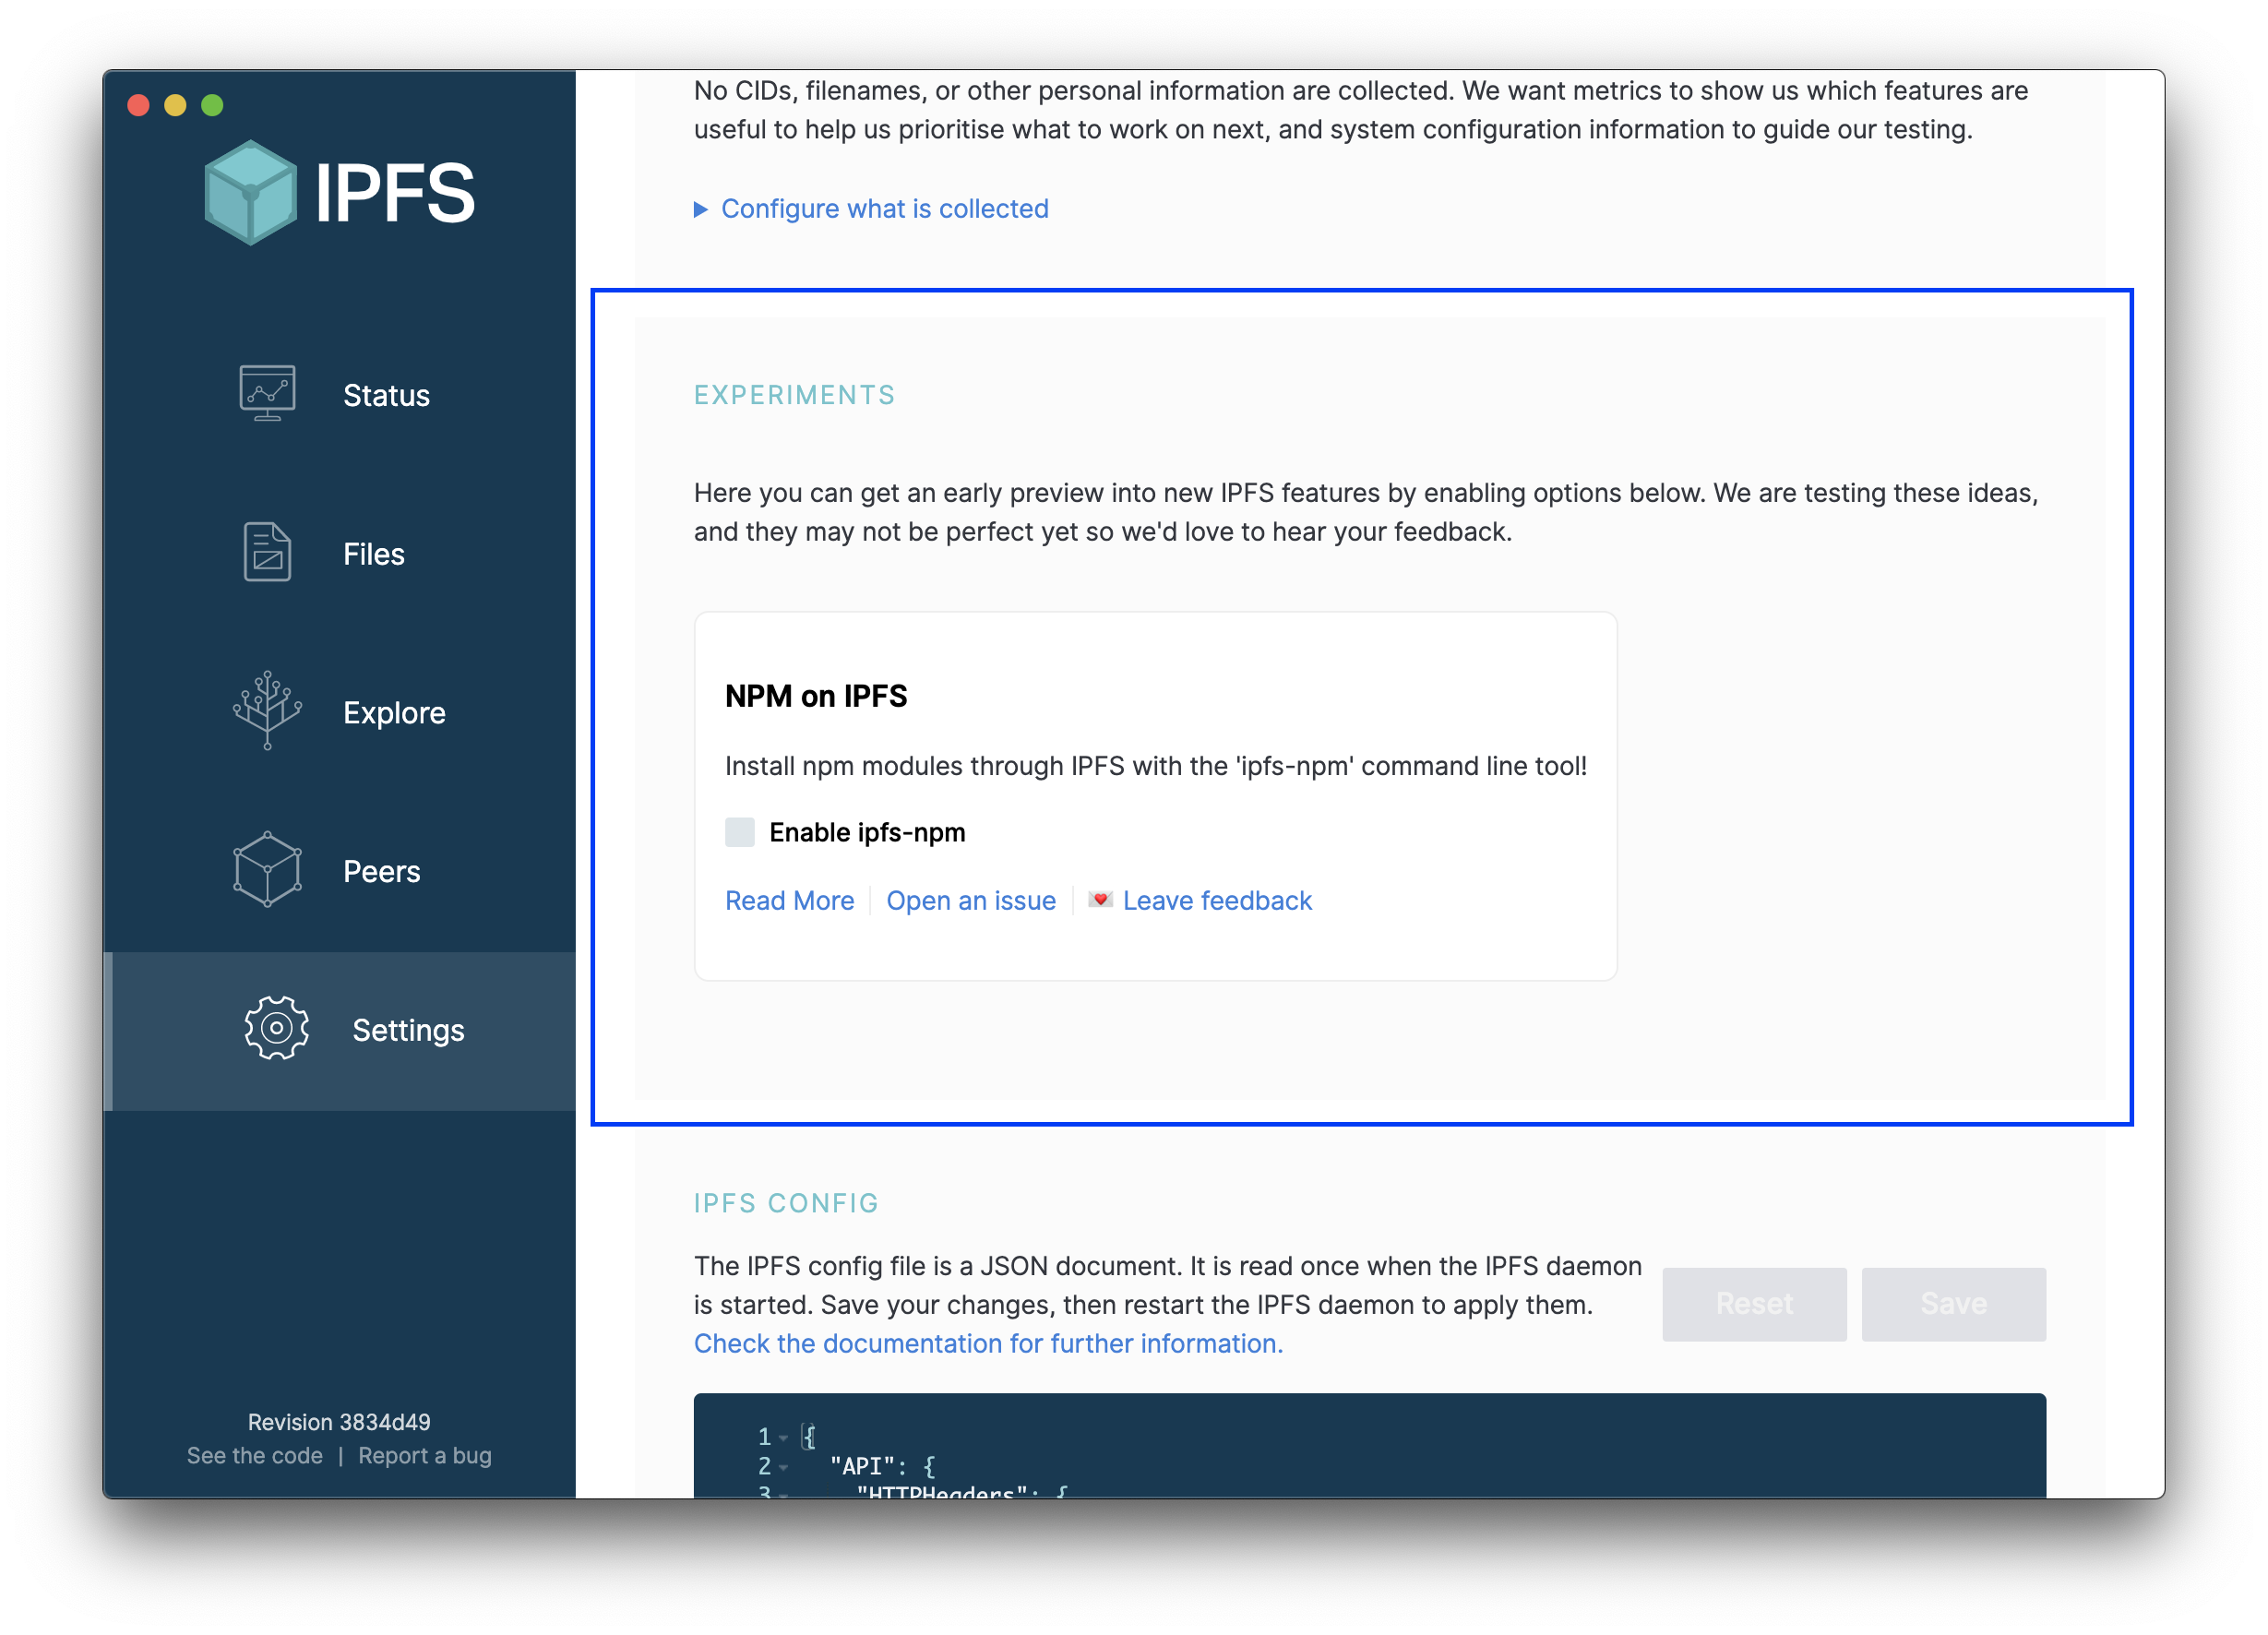 IPFS
Status
Files
Explore
Peers
Settings
Revision 3834d49
See the code | Report a bug
No CIDs, filenames, or other personal information are collected. We want metrics to show us which features are
useful to help us prioritise what to work on next, and system configuration information to guide our testing.
▶ Configure what is collected
EXPERIMENTS
Here you can get an early preview into new IPFS features by enabling options below. We are testing these ideas,
and they may not be perfect yet so we'd love to hear your feedback.
NPM on IPFS
Install npm modules through IPFS with the 'ipfs-npm' command line tool!
Enable ipfs-npm
Read More | Open an issue | 💌 Leave feedback
IPFS CONFIG
The IPFS config file is a JSON document. It is read once when the IPFS daemon
is started. Save your changes, then restart the IPFS daemon to apply them.
Check the documentation for further information.
Reset Save
1 {
2 "API": {
3 "HTTPHeaders": {